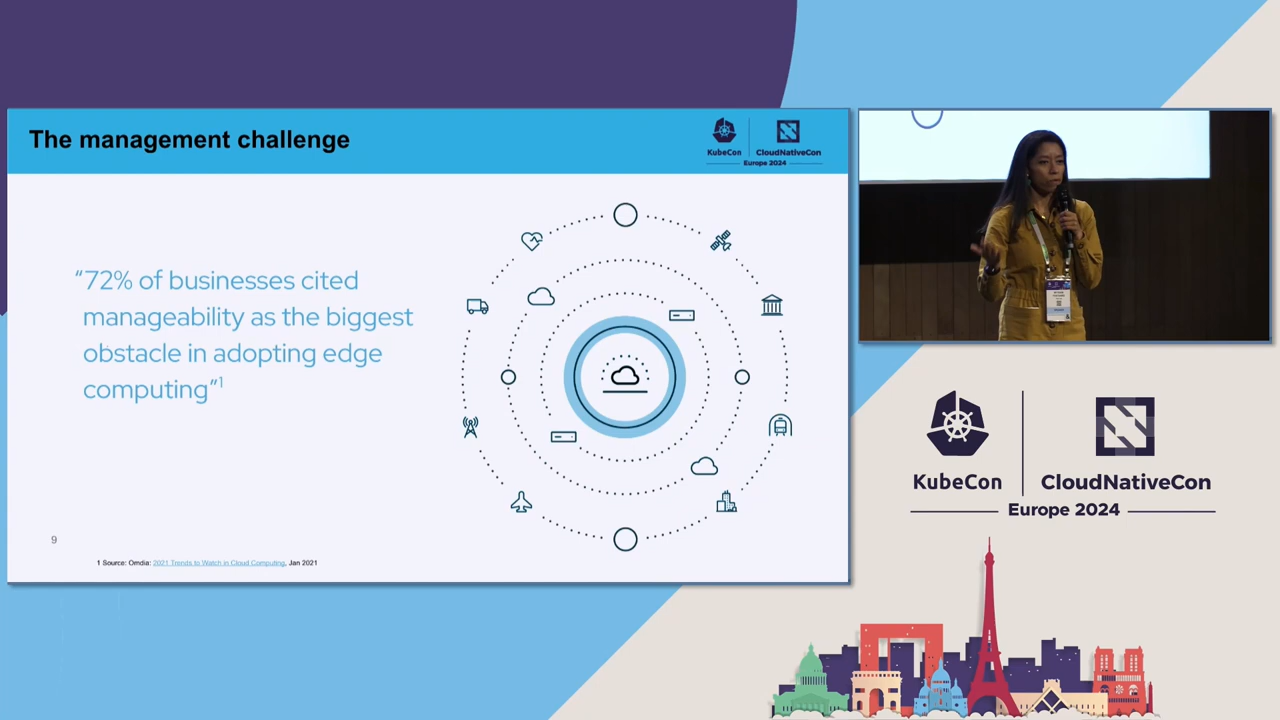 The management challenge
KubeCon
CloudNativeCon
Europe 2024
“72% of businesses cited
manageability as the biggest
obstacle in adopting edge
computing”1
9
1 Source: Omdia: 2021 Trends to Watch in Cloud Computing, Jan 2021
KubeCon
CloudNativeCon
Europe 2024